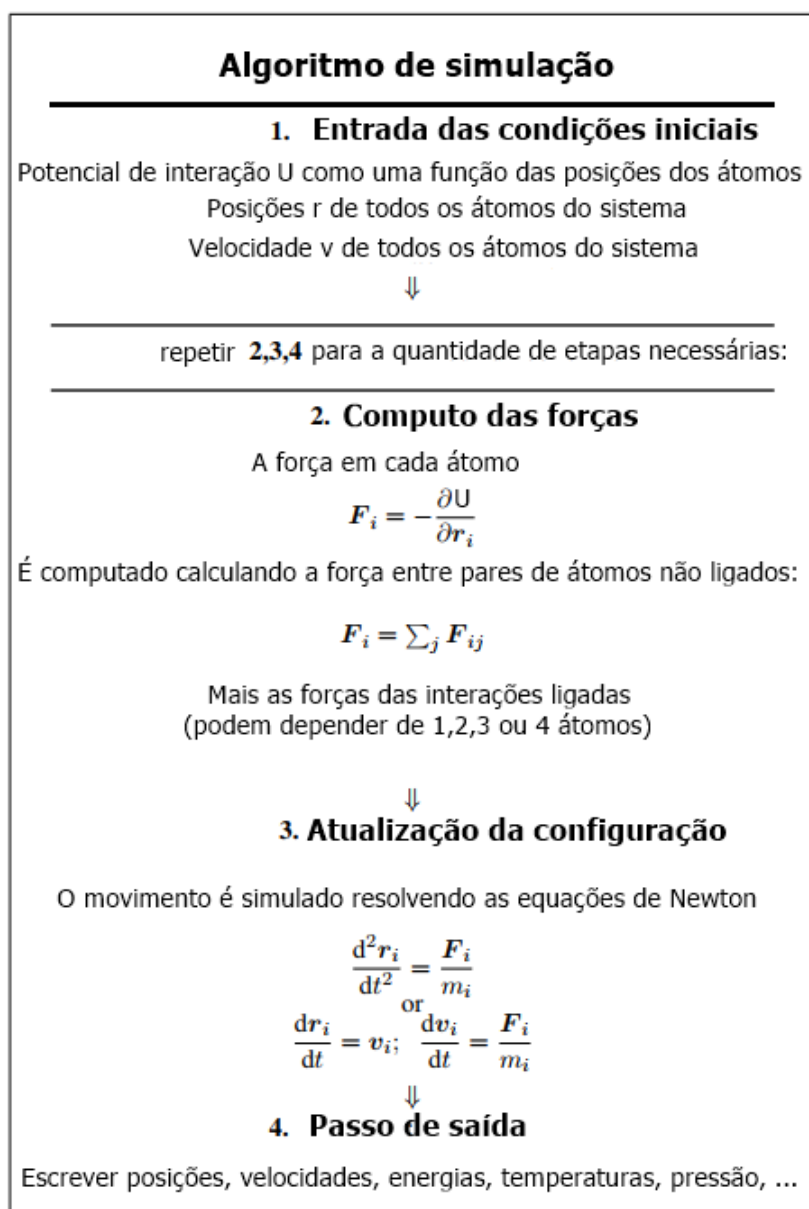 Algoritmo de simulação
1. Entrada das condições iniciais
Potencial de interação U como uma função das posições dos átomos
Posições r de todos os átomos do sistema
Velocidade v de todos os átomos do sistema
⇓
repetir 2,3,4 para a quantidade de etapas necessárias:
2. Computo das forças
A força em cada átomo
F_i = -∂U/∂r_i
É computado calculando a força entre pares de átomos não ligados:
F_i = ∑_j F_ij
Mais as forças das interações ligadas
(podem depender de 1,2,3 ou 4 átomos)
⇓
3. Atualização da configuração
O movimento é simulado resolvendo as equações de Newton
d²r_i/dt² = F_i/m_i
or
dr_i/dt = v_i; dv_i/dt = F_i/m_i
⇓
4. Passo de saída
Escrever posições, velocidades, energias, temperaturas, pressão, ...